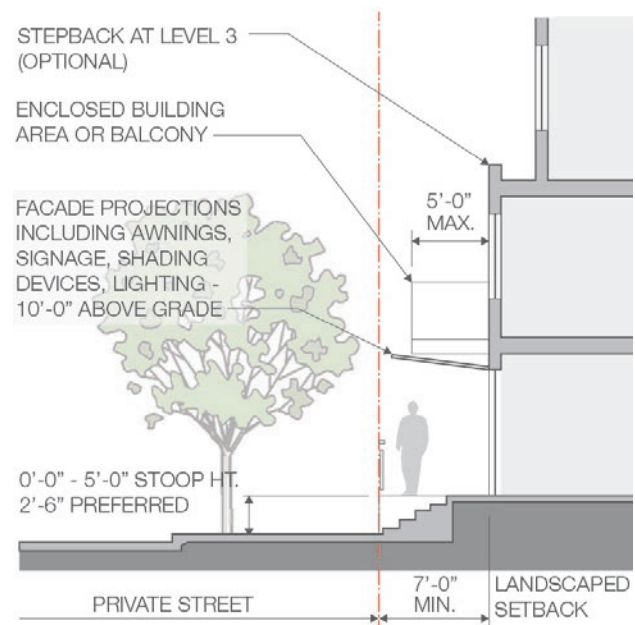 STEPBACK AT LEVEL 3
(OPTIONAL)
ENCLOSED BUILDING
AREA OR BALCONY
5'-0"
MAX.
FACADE PROJECTIONS
INCLUDING AWNINGS,
SIGNAGE, SHADING
DEVICES, LIGHTING -
10'-0" ABOVE GRADE
0'-0" - 5'-0" STOOP HT.
2'-6" PREFERRED
PRIVATE STREET
7'-0"
MIN.
LANDSCAPED
SETBACK